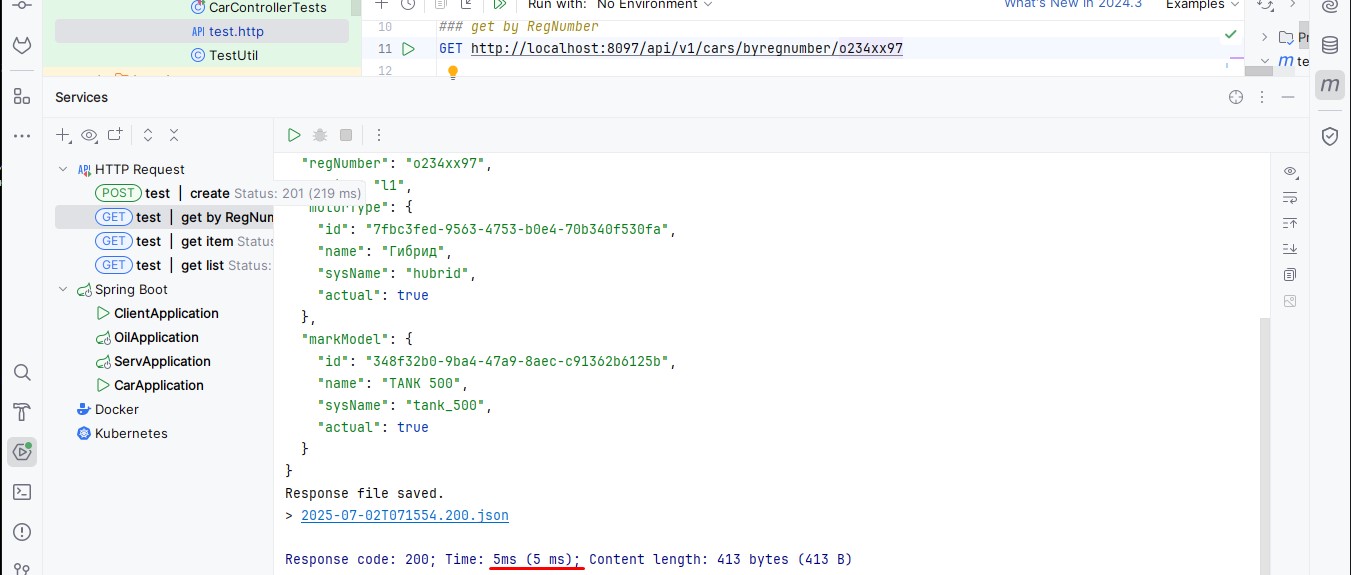 CarControllerTests
Run with: No Environment
What's New in 2024.3
Examples
API test.http
10 ### get by RegNumber
TestUtil
11 GET http://localhost:8097/api/v1/cars/byregnumber/o234xx97
12
Pr
m te
m
Services
API HTTP Request
POST test | create Status: 201 (219 ms)
GET test | get by RegNum
GET test | get item Status
GET test | get list Status:
Spring Boot
ClientApplication
OilApplication
ServApplication
CarApplication
Docker
Kubernetes
"regNumber": "o234xx97",
"l1",
"motorType": {
"id": "7fbc3fed-9563-4753-b0e4-70b340f530fa",
"name": "Гибрид",
"sysName": "hubrid",
"actual": true
},
"markModel": {
"id": "348f32b0-9ba4-47a9-8aec-c91362b6125b",
"name": "TANK 500",
"sysName": "tank_500",
"actual": true
}
}
Response file saved.
> 2025-07-02T071554.200.json
Response code: 200; Time: 5ms (5 ms); Content length: 413 bytes (413 B)